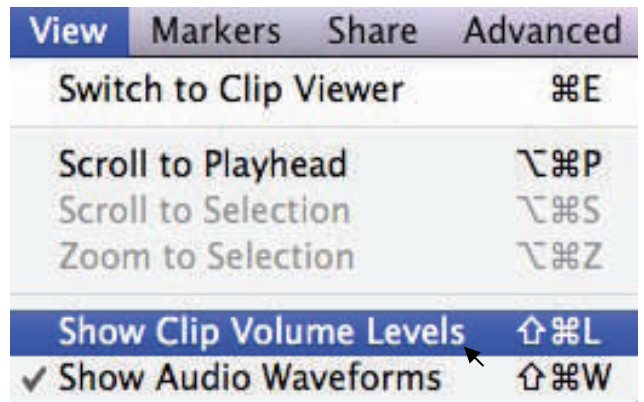 View Markers Share Advanced
Switch to Clip Viewer ⌘E
Scroll to Playhead ⌥⌘P
Scroll to Selection ⌥⌘S
Zoom to Selection ⌥⌘Z
Show Clip Volume Levels ⇧⌘L
✓ Show Audio Waveforms ⇧⌘W